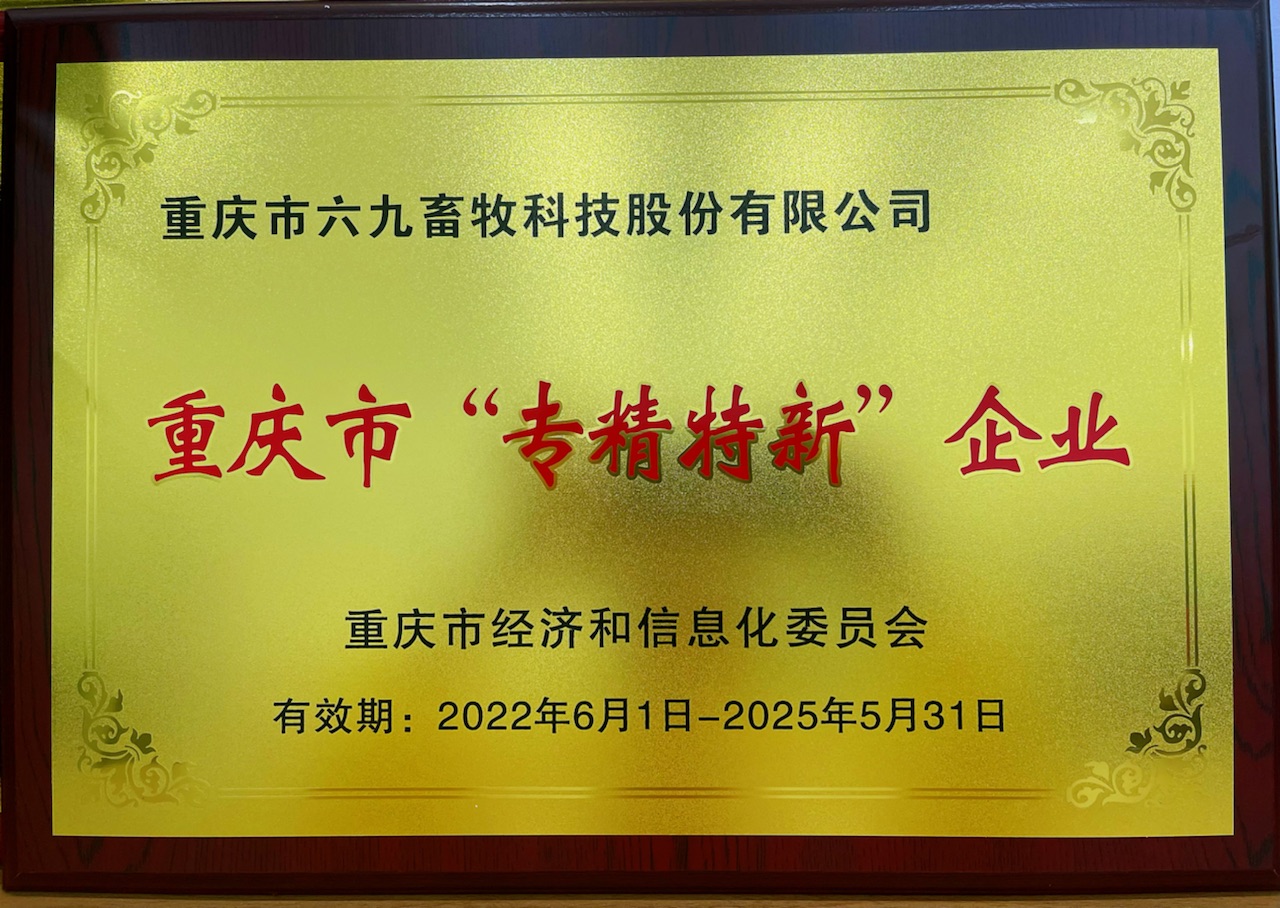 重庆市六九畜牧科技股份有限公司
重庆市“专精特新”企业
重庆市经济和信息化委员会
有效期：2022年6月1日-2025年5月31日